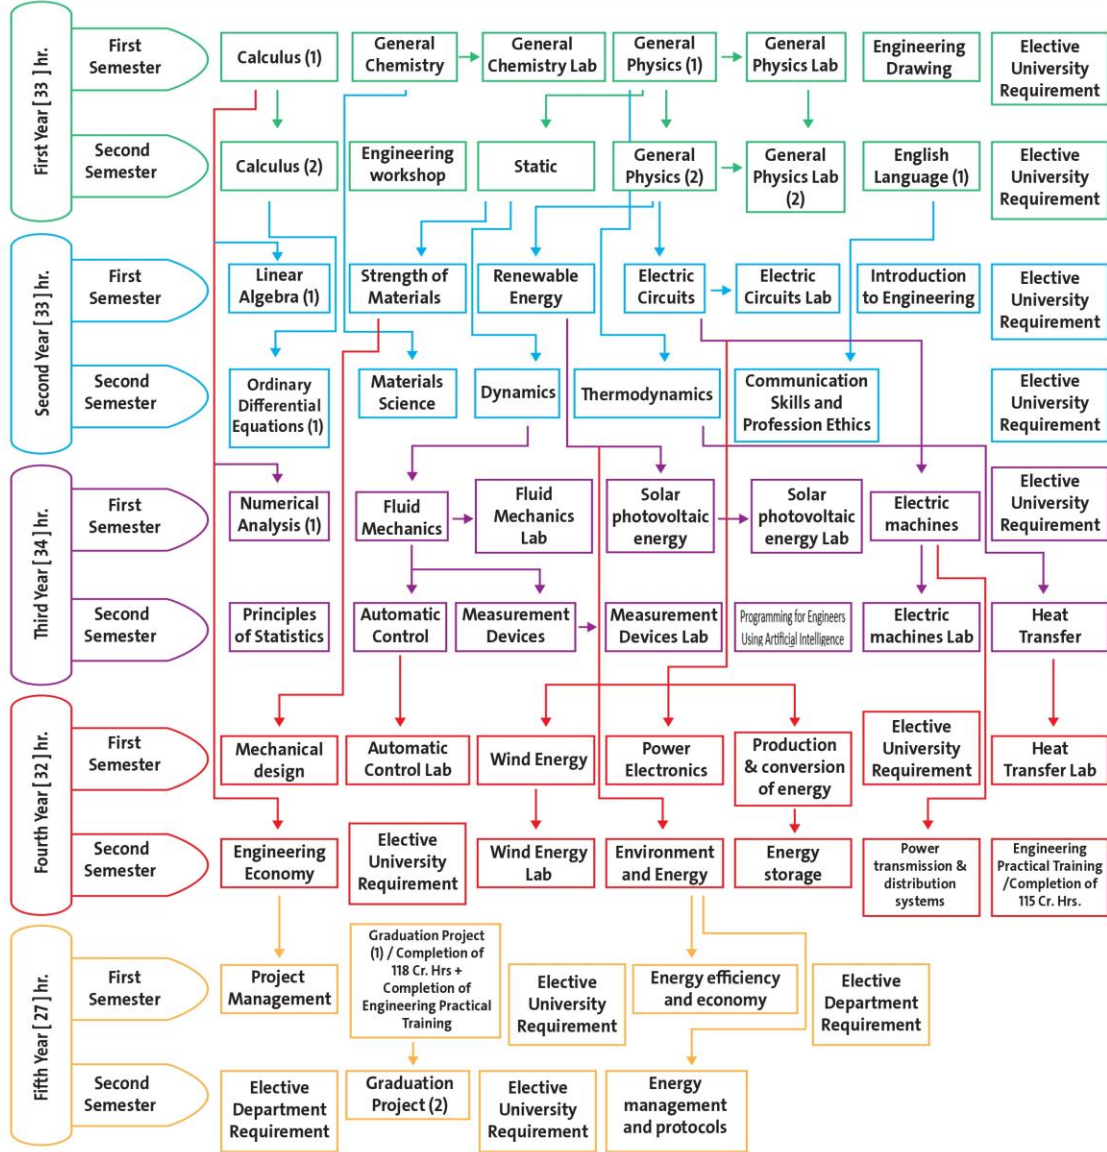 First Year [ 33 ] hr.
First
Semester
Calculus (1)
General
Chemistry
General
Chemistry Lab
General
Physics (1)
General
Physics Lab
Engineering
Drawing
Elective
University
Requirement
Second
Semester
Calculus (2)
Engineering
workshop
Static
General
Physics (2)
General
Physics Lab
(2)
English
Language (1)
Elective
University
Requirement
Second Year [33] hr.
First
Semester
Linear
Algebra (1)
Strength of
Materials
Renewable
Energy
Electric
Circuits
Electric
Circuits Lab
Introduction
to Engineering
Elective
University
Requirement
Second
Semester
Ordinary
Differential
Equations (1)
Materials
Science
Dynamics
Thermodynamics
Communication
Skills and
Profession Ethics
Elective
University
Requirement
Third Year [34] hr.
First
Semester
Numerical
Analysis (1)
Fluid
Mechanics
Fluid
Mechanics
Lab
Solar
photovoltaic
energy
Solar
photovoltaic
energy Lab
Electric
machines
Elective
University
Requirement
Second
Semester
Principles
of Statistics
Automatic
Control
Measurement
Devices
Measurement
Devices Lab
Programming for Engineers
Using Artificial Intelligence
Electric
machines Lab
Heat
Transfer
Fourth Year [32] hr.
First
Semester
Mechanical
design
Automatic
Control Lab
Wind Energy
Power
Electronics
Production
& conversion
of energy
Elective
University
Requirement
Heat
Transfer Lab
Second
Semester
Engineering
Economy
Elective
University
Requirement
Wind Energy
Lab
Environment
and Energy
Energy
storage
Power
transmission &
distribution
systems
Engineering
Practical Training
/Completion of
115 Cr. Hrs.
Fifth Year [ 27] hr.
First
Semester
Project
Management
Graduation Project
(1) / Completion of
118 Cr. Hrs +
Completion of
Engineering Practical
Training
Elective
University
Requirement
Energy efficiency
and economy
Elective
Department
Requirement
Second
Semester
Elective
Department
Requirement
Graduation
Project (2)
Elective
University
Requirement
Energy
management
and protocols